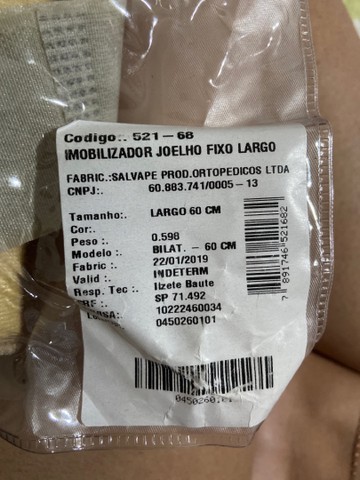 Codigo:. 521-68
IMOBILIZADOR JOELHO FIXO LARGO
FABRIC.:SALVAPE PROD.ORTOPEDICOS LTDA
CNPJ:. 60.883.741/0005-13
Tamanho:. LARGO 60 CM
Cor:.
Peso :. 0.598
Modelo :. BILAT. - 60 CM
Fabric :. 22/01/2019
Valid :. INDETERM
Resp. Tec :. Ilzete Baute
SP 71.492
10222460034
0450260101
7 891746 521682